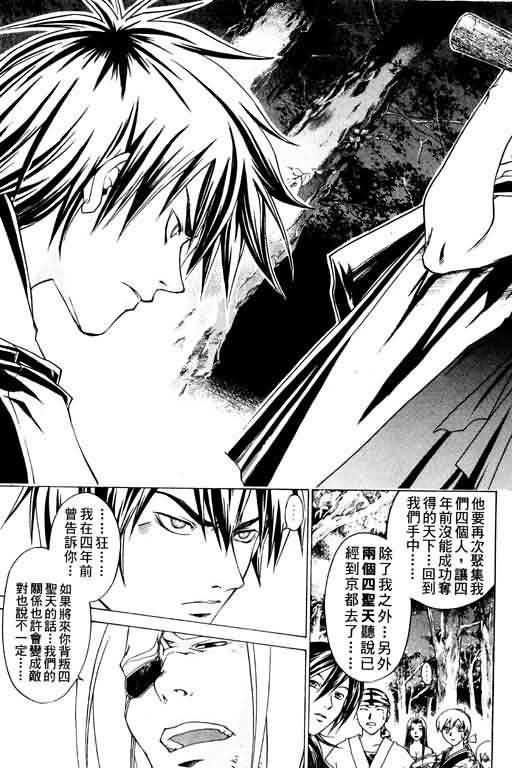 他要再次聚集我
們四個人，讓四
年前沒能成功奪
得的天下…回到
我們手中……
除了我之外…另外
兩個四聖天聽說已
經到京都去了……
……
…狂…
我在四年前
曾告訴你…
如果將來你背叛四
聖天的話…我們的
關係也許會變成敵
對也說不一定……